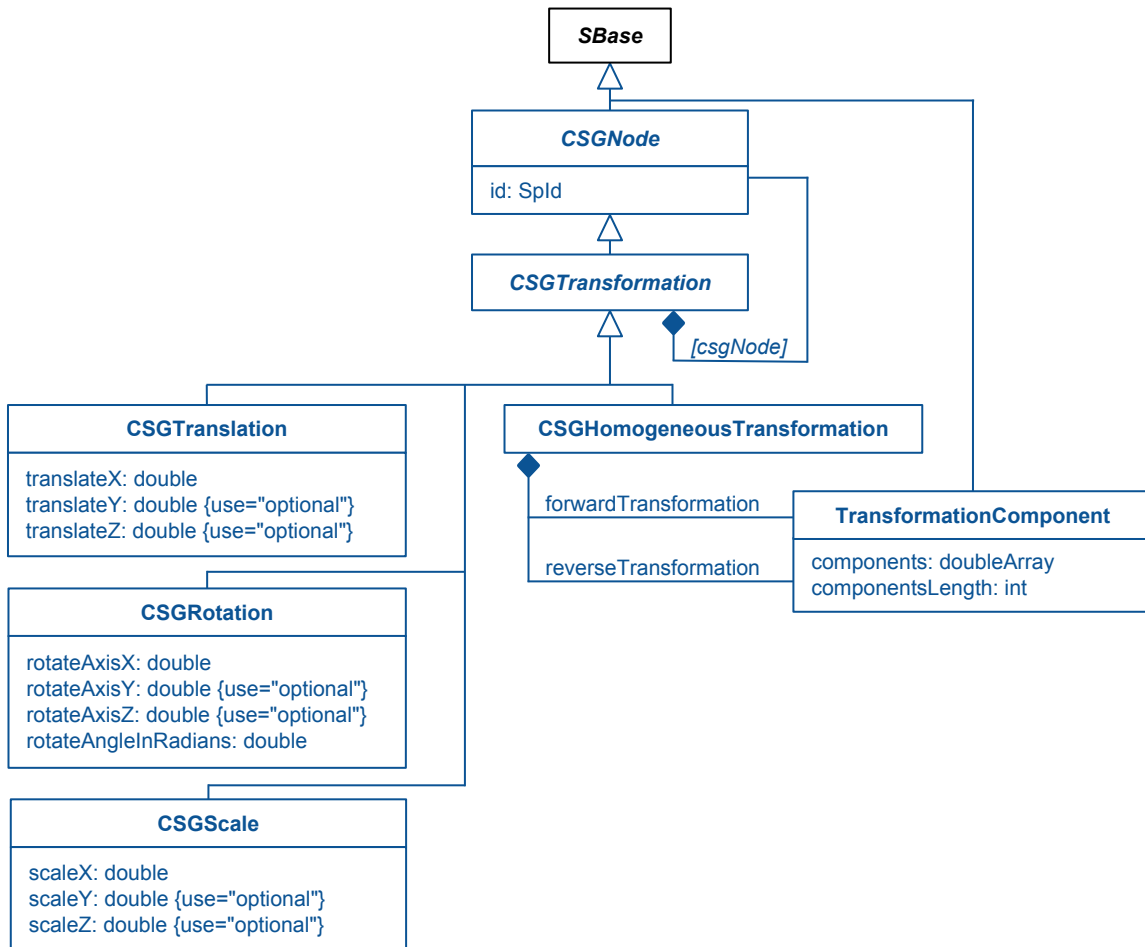 SBase
CSGNode
id: SpId
CSGTransformation
[csgNode]
CSGTranslation
translateX: double
translateY: double {use="optional"}
translateZ: double {use="optional"}
CSGHomogeneousTransformation
forwardTransformation
reverseTransformation
TransformationComponent
components: doubleArray
componentsLength: int
CSGRotation
rotateAxisX: double
rotateAxisY: double {use="optional"}
rotateAxisZ: double {use="optional"}
rotateAngleInRadians: double
CSGScale
scaleX: double
scaleY: double {use="optional"}
scaleZ: double {use="optional"}